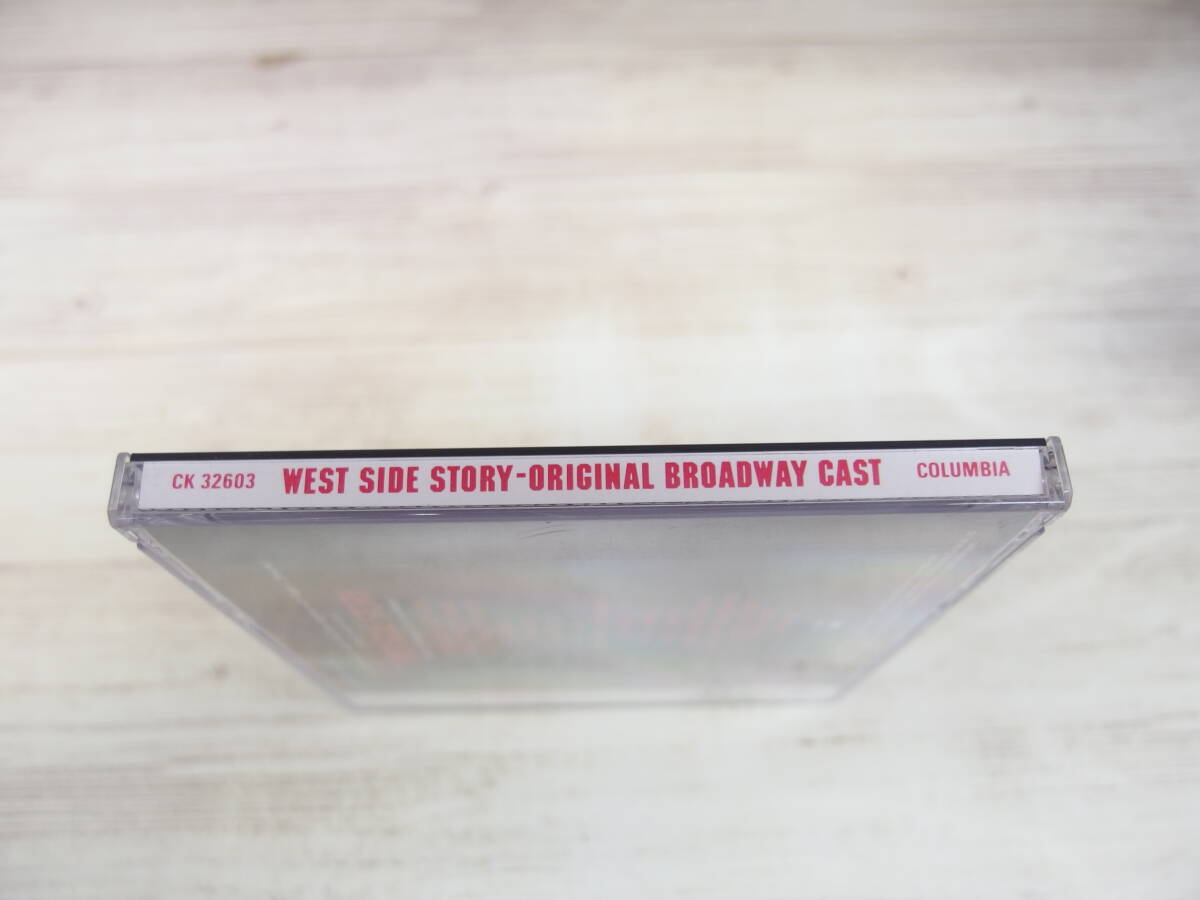 CK 32603 WEST SIDE STORY-ORIGINAL BROADWAY CAST COLUMBIA